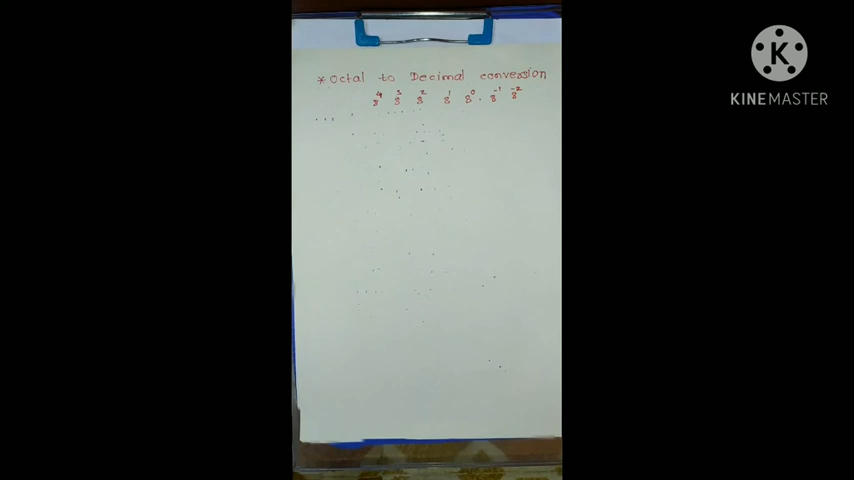 * Octal to Decimal conversion
8⁴ 8³ 8² 8¹ 8⁰ . 8⁻¹ 8⁻²
KINEMASTER